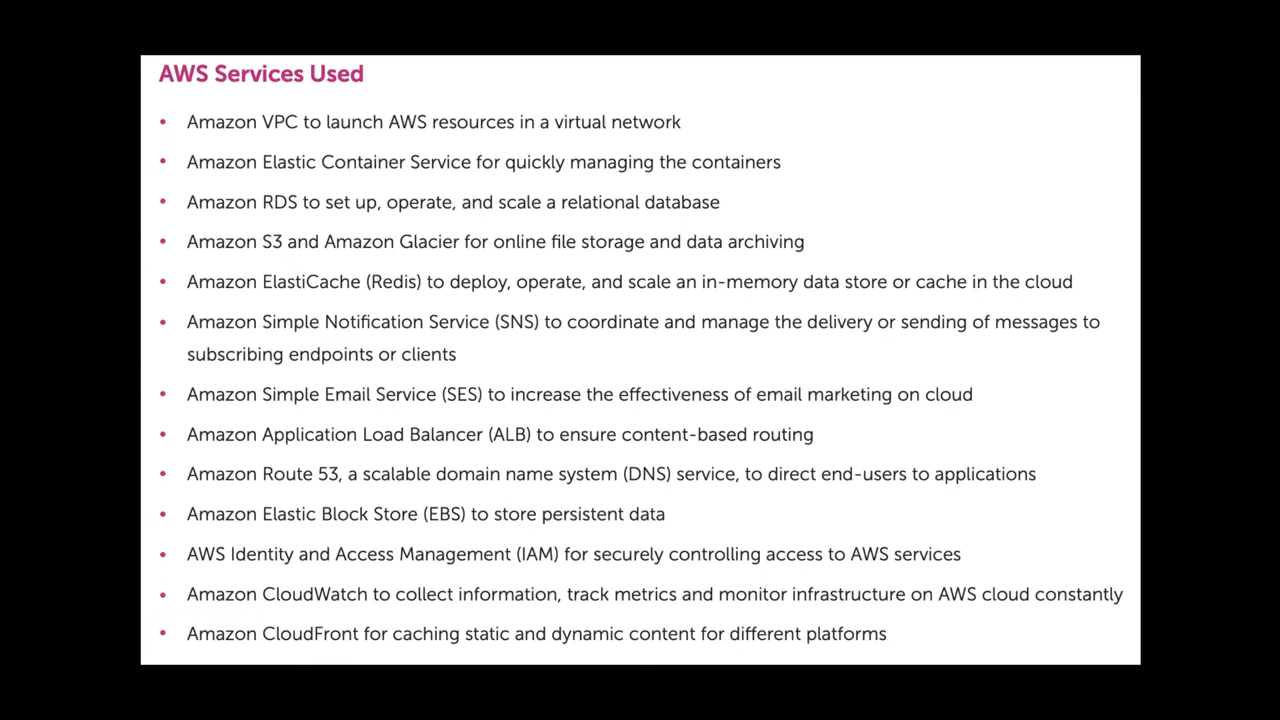 AWS Services Used
• Amazon VPC to launch AWS resources in a virtual network
• Amazon Elastic Container Service for quickly managing the containers
• Amazon RDS to set up, operate, and scale a relational database
• Amazon S3 and Amazon Glacier for online file storage and data archiving
• Amazon ElastiCache (Redis) to deploy, operate, and scale an in-memory data store or cache in the cloud
• Amazon Simple Notification Service (SNS) to coordinate and manage the delivery or sending of messages to
subscribing endpoints or clients
• Amazon Simple Email Service (SES) to increase the effectiveness of email marketing on cloud
• Amazon Application Load Balancer (ALB) to ensure content-based routing
• Amazon Route 53, a scalable domain name system (DNS) service, to direct end-users to applications
• Amazon Elastic Block Store (EBS) to store persistent data
• AWS Identity and Access Management (IAM) for securely controlling access to AWS services
• Amazon CloudWatch to collect information, track metrics and monitor infrastructure on AWS cloud constantly
• Amazon CloudFront for caching static and dynamic content for different platforms